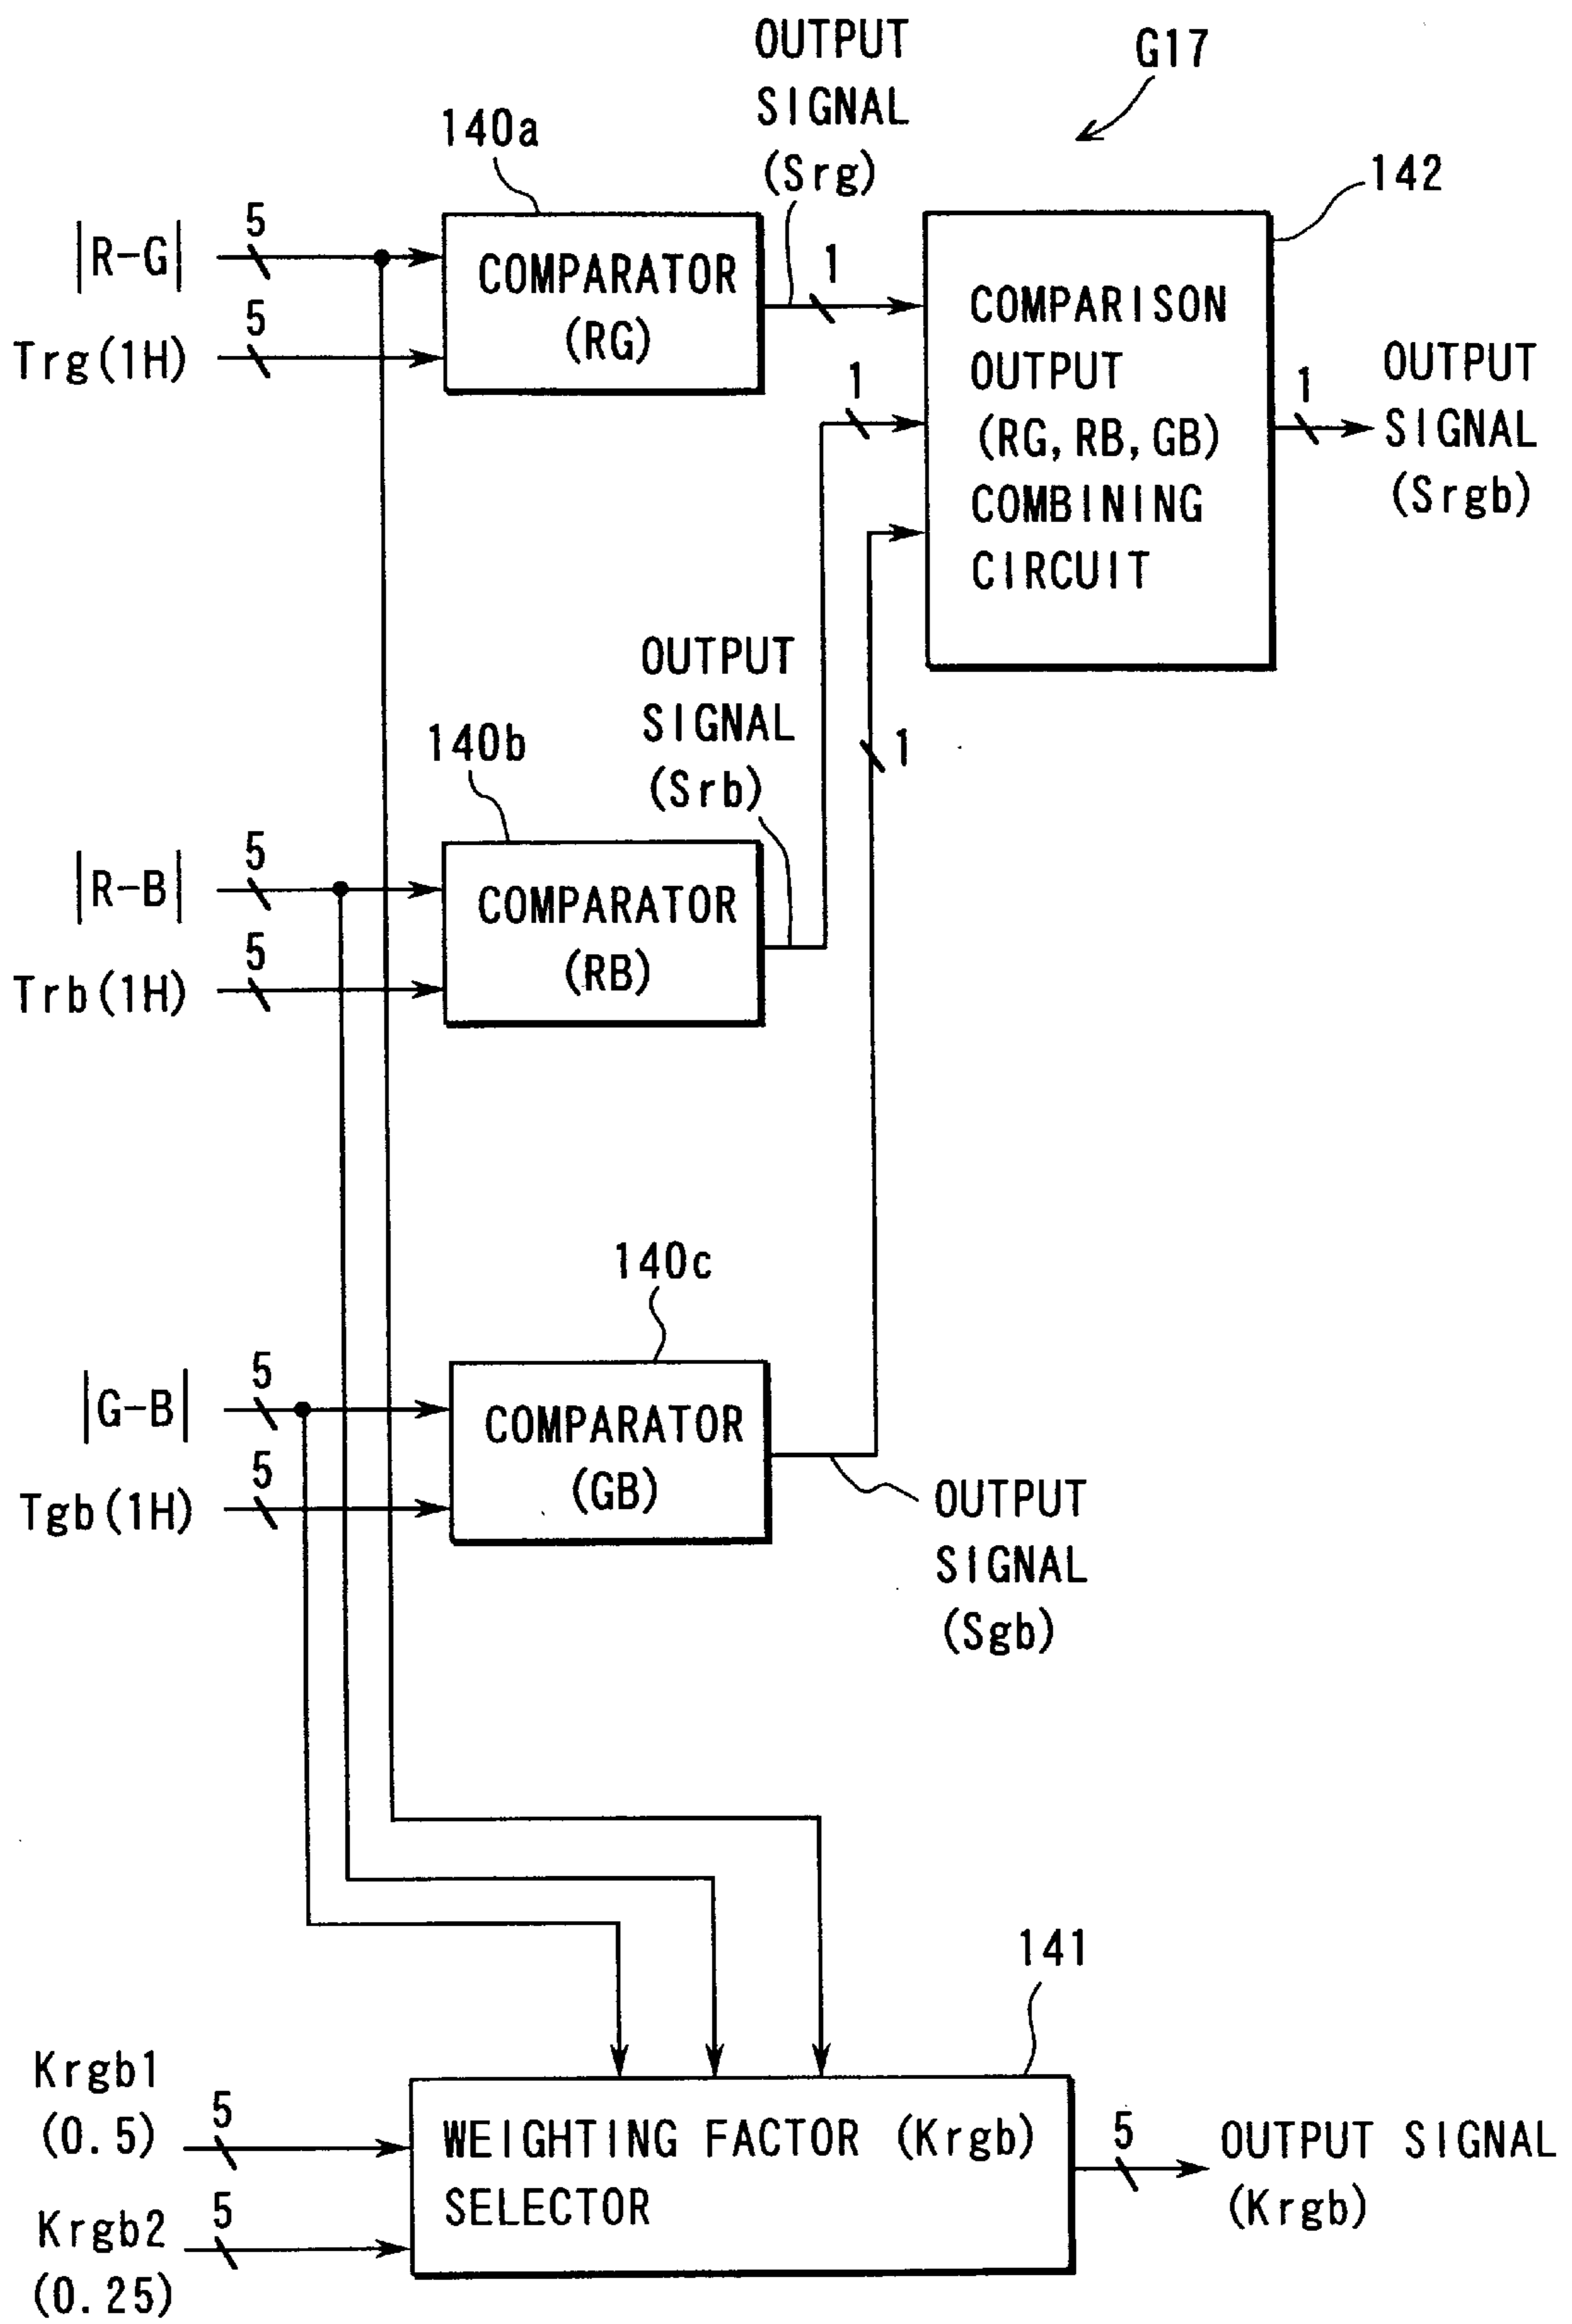 OUTPUT
SIGNAL
(Srg)
G17
140a
142
|R-G|
5
Trg(1H)
5
COMPARATOR
(RG)
1
1
COMPARISON
OUTPUT
(RG, RB, GB)
COMBINING
CIRCUIT
1
OUTPUT
SIGNAL
(Srgb)
OUTPUT
SIGNAL
(Srb)
1
140b
|R-B|
5
Trb(1H)
5
COMPARATOR
(RB)
140c
|G-B|
5
Tgb(1H)
5
COMPARATOR
(GB)
OUTPUT
SIGNAL
(Sgb)
141
Krgb1
(0.5)
5
Krgb2
(0.25)
5
WEIGHTING FACTOR (Krgb)
SELECTOR
5
OUTPUT SIGNAL
(Krgb)